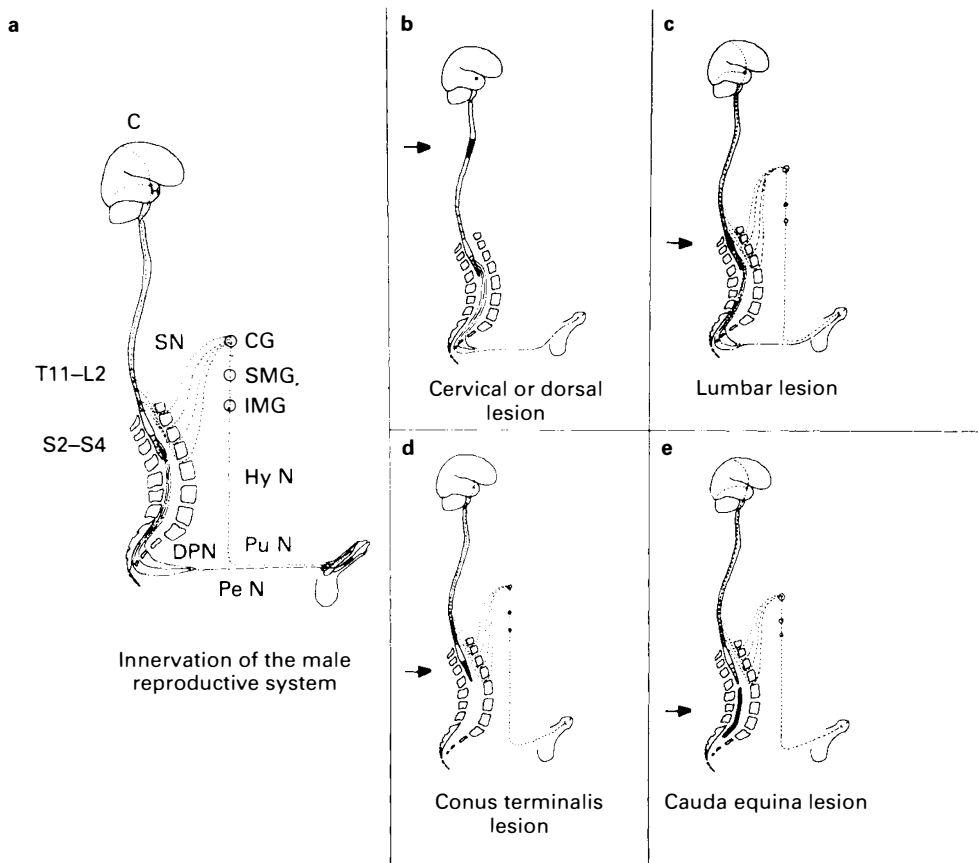 a
C
SN
CG
T11–L2
SMG.
IMG
S2–S4
Hy N
DPN
Pu N
Pe N
Innervation of the male
reproductive system
b
Cervical or dorsal
lesion
c
Lumbar lesion
d
Conus terminalis
lesion
e
Cauda equina lesion